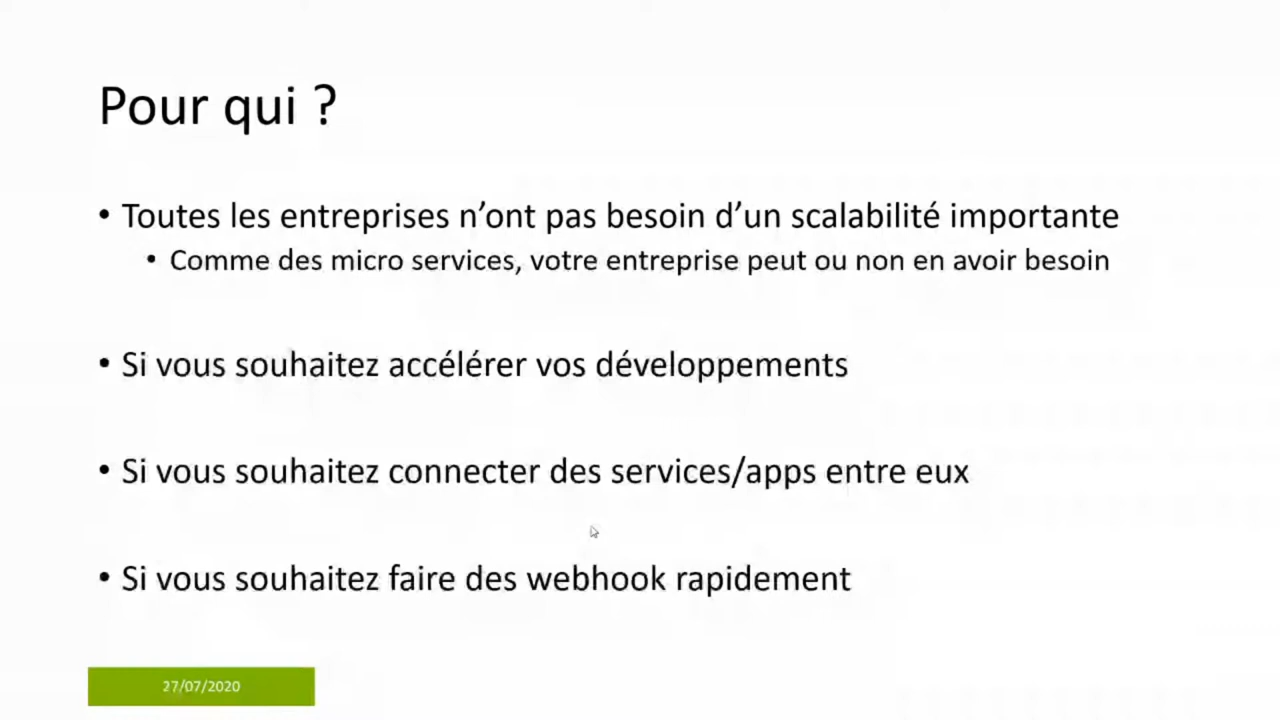 Pour qui ?
• Toutes les entreprises n’ont pas besoin d’un scalabilité importante
• Comme des micro services, votre entreprise peut ou non en avoir besoin
• Si vous souhaitez accélérer vos développements
• Si vous souhaitez connecter des services/apps entre eux
• Si vous souhaitez faire des webhook rapidement
27/07/2020